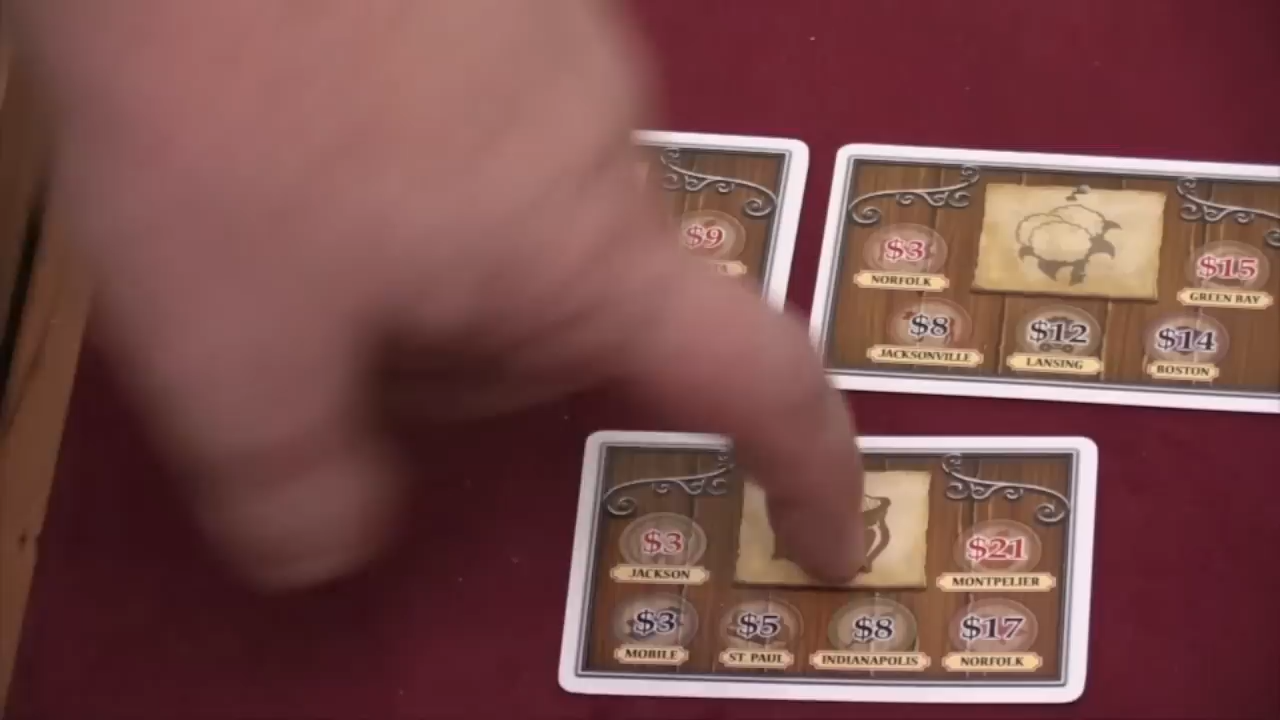 $9
$3
NORFOLK
$15
GREEN BAY
$8
JACKSONVILLE
$12
LANSING
$14
BOSTON
$3
JACKSON
$21
MONTPELIER
$3
MOBILE
$5
ST. PAUL
$8
INDIANAPOLIS
$17
NORFOLK